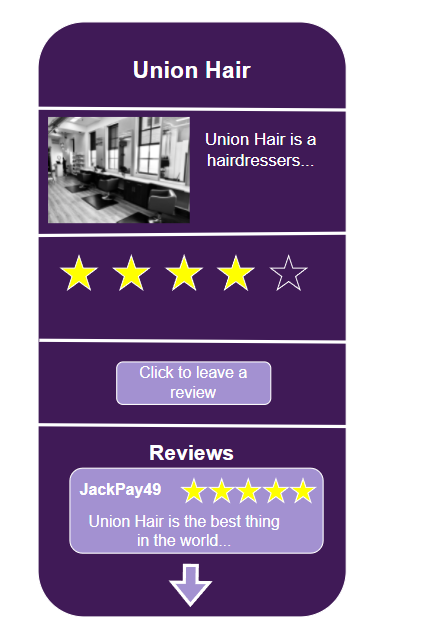 Union Hair
Union Hair is a
hairdressers...
Click to leave a
review
Reviews
JackPay49
Union Hair is the best thing
in the world...